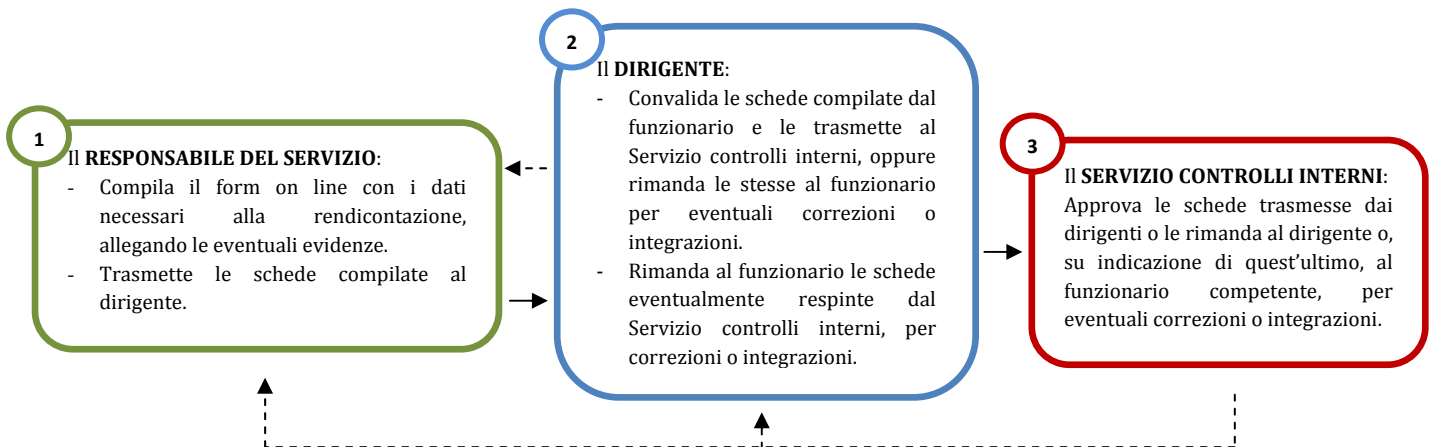 1
Il RESPONSABILE DEL SERVIZIO:
- Compila il form on line con i dati
necessari alla rendicontazione,
allegando le eventuali evidenze.
- Trasmette le schede compilate al
dirigente.
2
Il DIRIGENTE:
- Convalida le schede compilate dal
funzionario e le trasmette al
Servizio controlli interni, oppure
rimanda le stesse al funzionario
per eventuali correzioni o
integrazioni.
- Rimanda al funzionario le schede
eventualmente respinte dal
Servizio controlli interni, per
correzioni o integrazioni.
3
Il SERVIZIO CONTROLLI INTERNI:
Approva le schede trasmesse dai
dirigenti o le rimanda al dirigente o,
su indicazione di quest’ultimo, al
funzionario competente, per
eventuali correzioni o integrazioni.